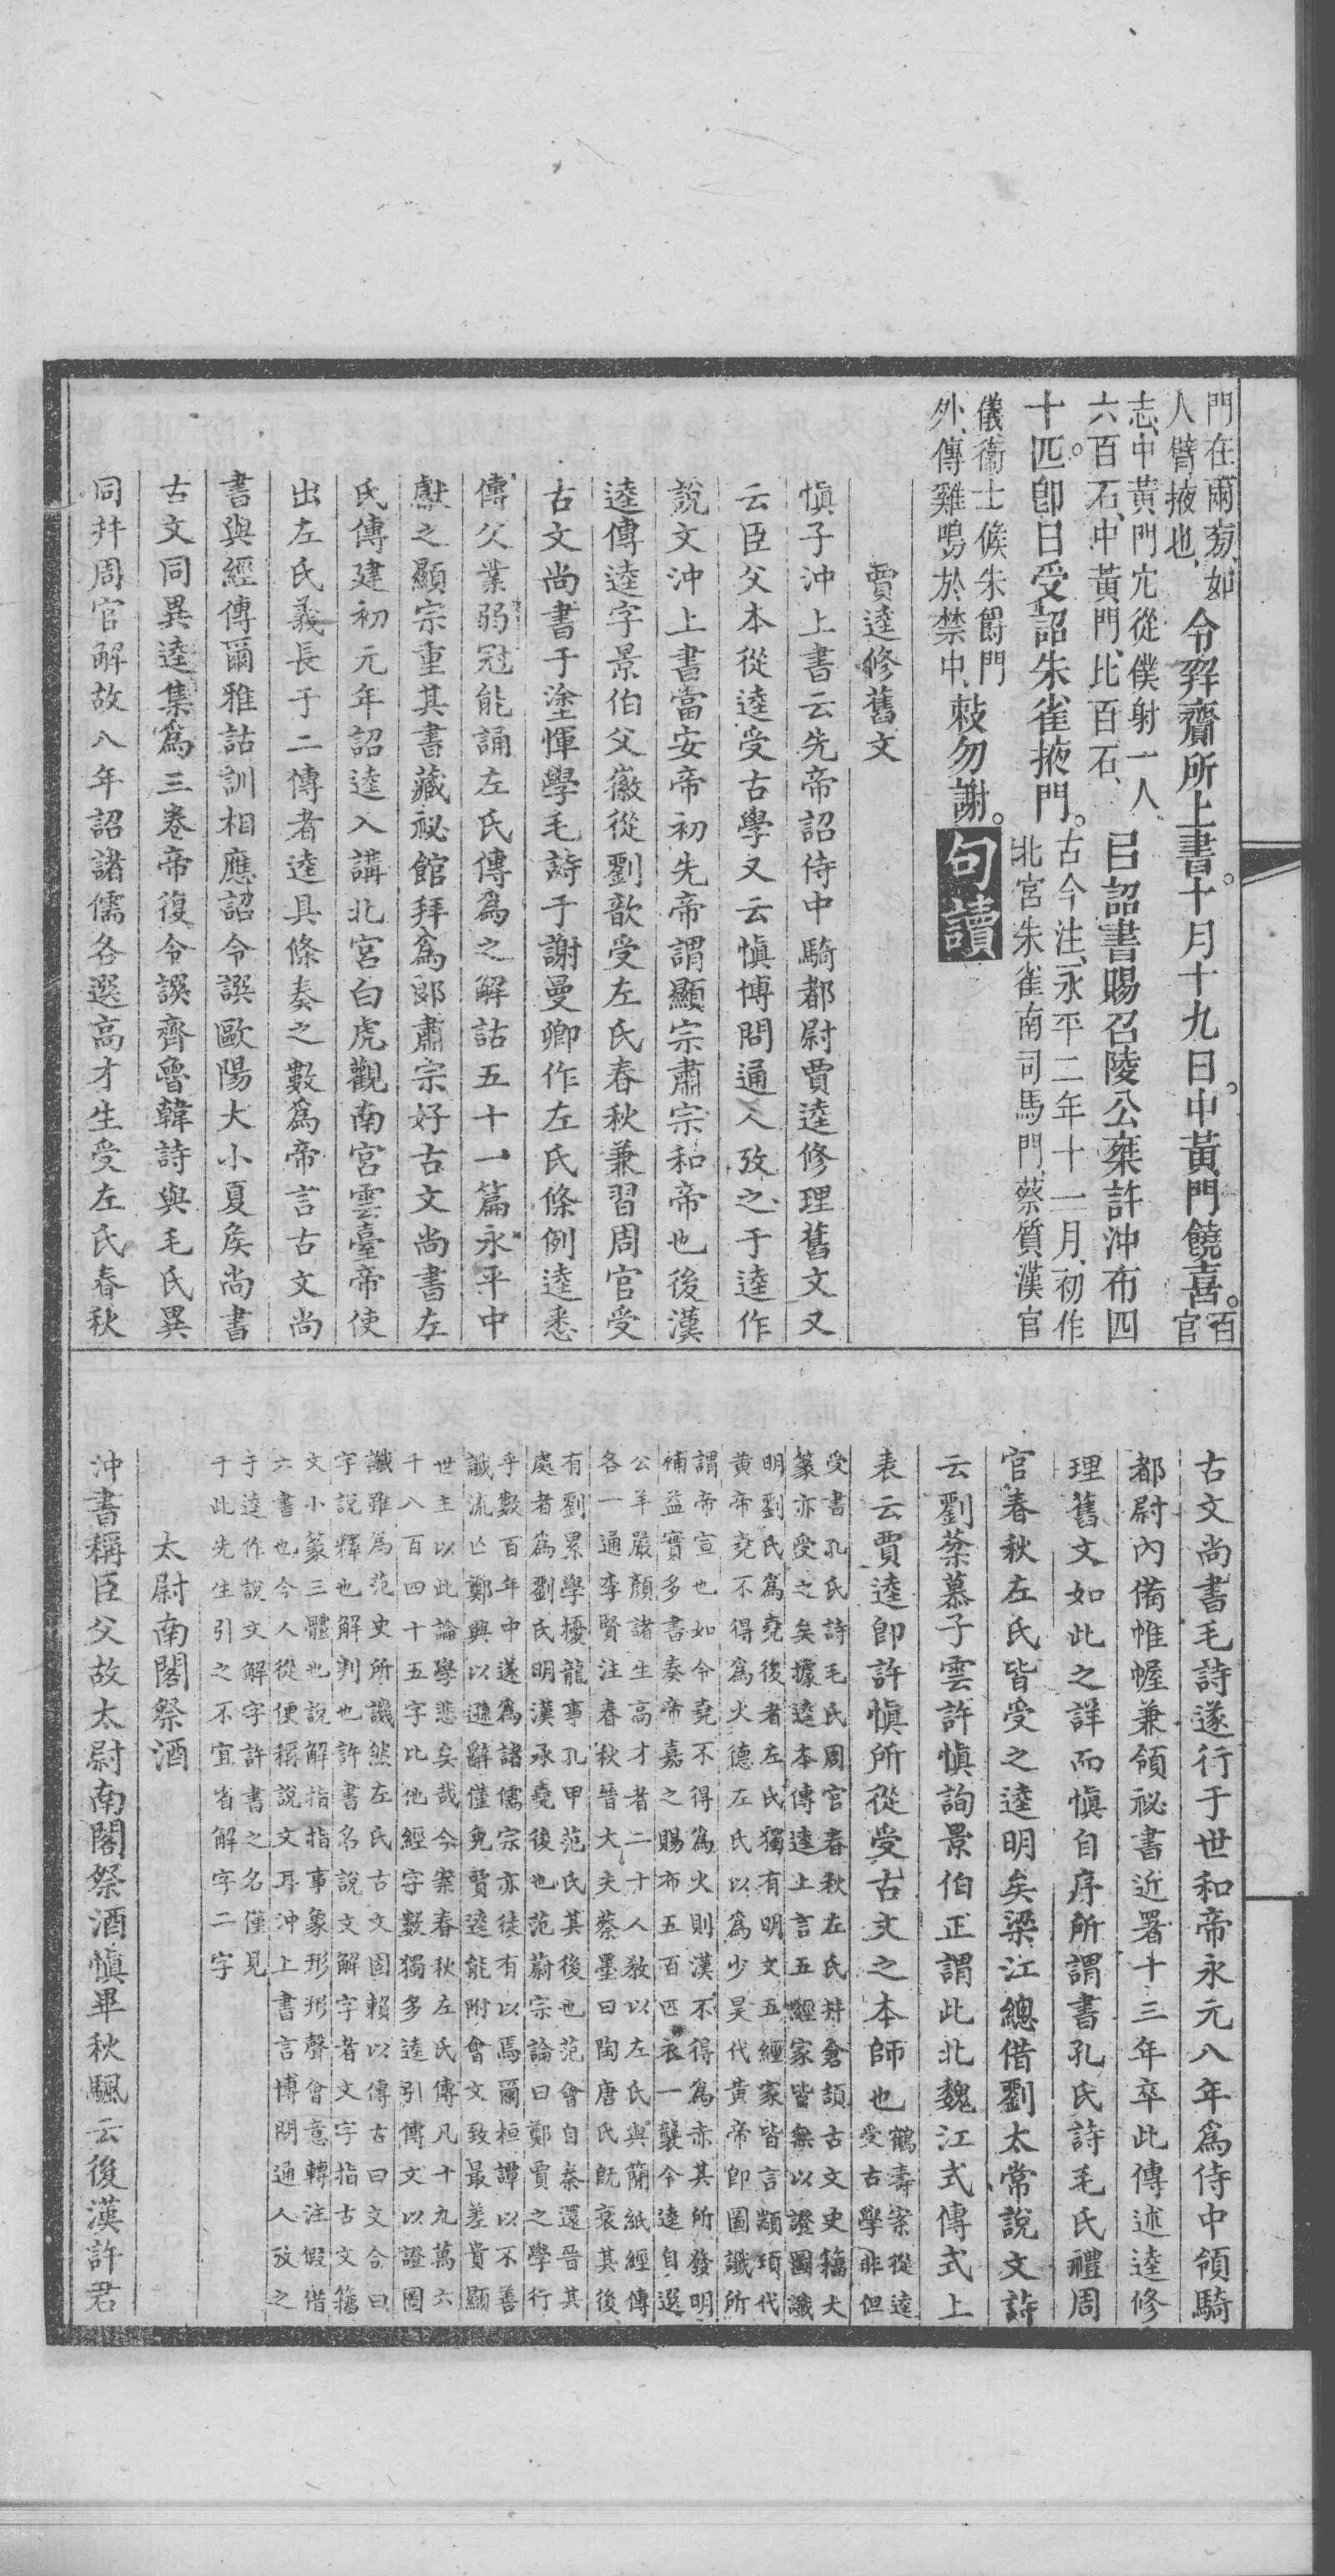 門在兩旁、如
人臂掖也、
令幷齎所上書。十月十九日。中黃門饒喜。
百官
志、中黃門宂從僕射一人、
六百石、中黃門、比百石、
㠯詔書賜召陵公乘許沖布四
十匹。卽日受詔朱雀掖門。
古今注、永平二年十一月、初作
北宮朱雀南司馬門、蔡質漢官
儀、衞士候朱爵門
外、傳雞鳴於禁中、
敕勿謝。
句讀
賈逵修舊文
愼子沖上書云先帝詔侍中騎都尉賈逵修理舊文又
云臣父本從逵受古學又云愼博問通人攷之于逵作
說文沖上書當安帝初先帝謂顯宗肅宗和帝也後漢
逵傳逵字景伯父徽從劉歆受左氏春秋兼習周官受
古文尚書于塗惲學毛詩于謝曼卿作左氏條例逵悉
傳父業弱冠能誦左氏傳爲之解詁五十一篇永平中
獻之顯宗重其書藏祕館拜爲郞肅宗好古文尚書左
氏傳建初元年詔逵入講北宮白虎觀南宮雲臺帝使
出左氏義長于二傳者逵具條奏之數爲帝言古文尚
書與經傳爾雅詁訓相應詔令譔歐陽大小夏矦尚書
古文同異逵集爲三卷帝復令譔齊魯韓詩與毛氏異
同幷周官解故八年詔諸儒各選高才生受左氏春秋
古文尚書毛詩遂行于世和帝永元八年爲侍中領騎
都尉內備帷幄兼領祕書近署十三年卒此傳述逵修
理舊文如此之詳而愼自序所謂書孔氏詩毛氏禮周
官春秋左氏皆受之逵明矣梁江總借劉太常說文詩
云劉棻慕子雲許愼詢景伯正謂此北魏江式傳式上
表云賈逵卽許愼所從受古文之本師也
鶴壽案從逵
受古學非但
受書孔氏詩毛氏周官春秋左氏幷倉頡古文史籒大
篆亦受之矣據逵本傳逵上言五經家皆無以證圖讖
明劉氏爲堯後者左氏獨有明文五經家皆言顓頊代
黃帝堯不得爲火德左氏以爲少昊代黃帝卽圖讖所
謂帝宣也如令堯不得爲火則漢不得爲赤其所發明
補益實多書奏帝嘉之賜布五百匹衣一襲令逵自選
公羊嚴顏諸生高才者二十人敎以左氏與簡紙經傳
各一通李賢注春秋晉大夫蔡墨曰陶唐氏旣衰其後
有劉累學擾龍事孔甲范氏其後也范會自秦還晉其
處者爲劉氏明漢承堯後也范蔚宗論曰鄭賈之學行
乎數百年中遂爲諸儒宗亦徒有以焉爾桓譚以不善
讖流亡鄭興以遜辭僅免賈逵能附會文致最差貴顯
世主以此論學悲矣哉今案春秋左氏傳凡十九萬六
千八百四十五字比他經字數獨多逵引傳文以證圖
讖雖爲范史所譏然左氏古文固賴以傳古曰文今曰
字說釋也解判也許書名說文解字者文字指古文籒
文小篆三體也說解指指事象形形聲會意轉注假借
六書也今人從便稱說文耳沖上書言博問通人攷之
于逵作說文解字許書之名僅見
于此先生引之不宜省解字二字
太尉南閣祭酒
沖書稱臣父故太尉南閣祭酒愼畢秋颿云後漢許君